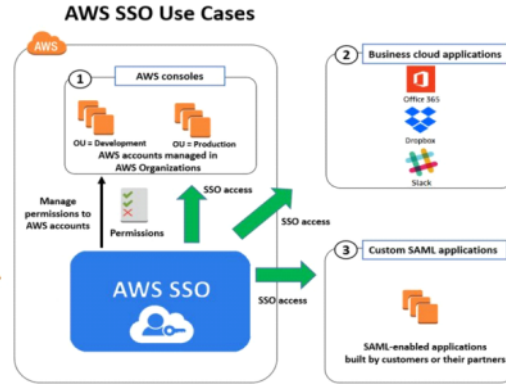 AWS SSO Use Cases
AWS
1
AWS consoles
OU = Development
OU = Production
AWS accounts managed in
AWS Organizations
Manage
permissions to
AWS accounts
Permissions
SSO access
SSO access
SSO access
AWS SSO
2
Business cloud applications
Office 365
Dropbox
Slack
3
Custom SAML applications
SAML-enabled applications
built by customers or their partners